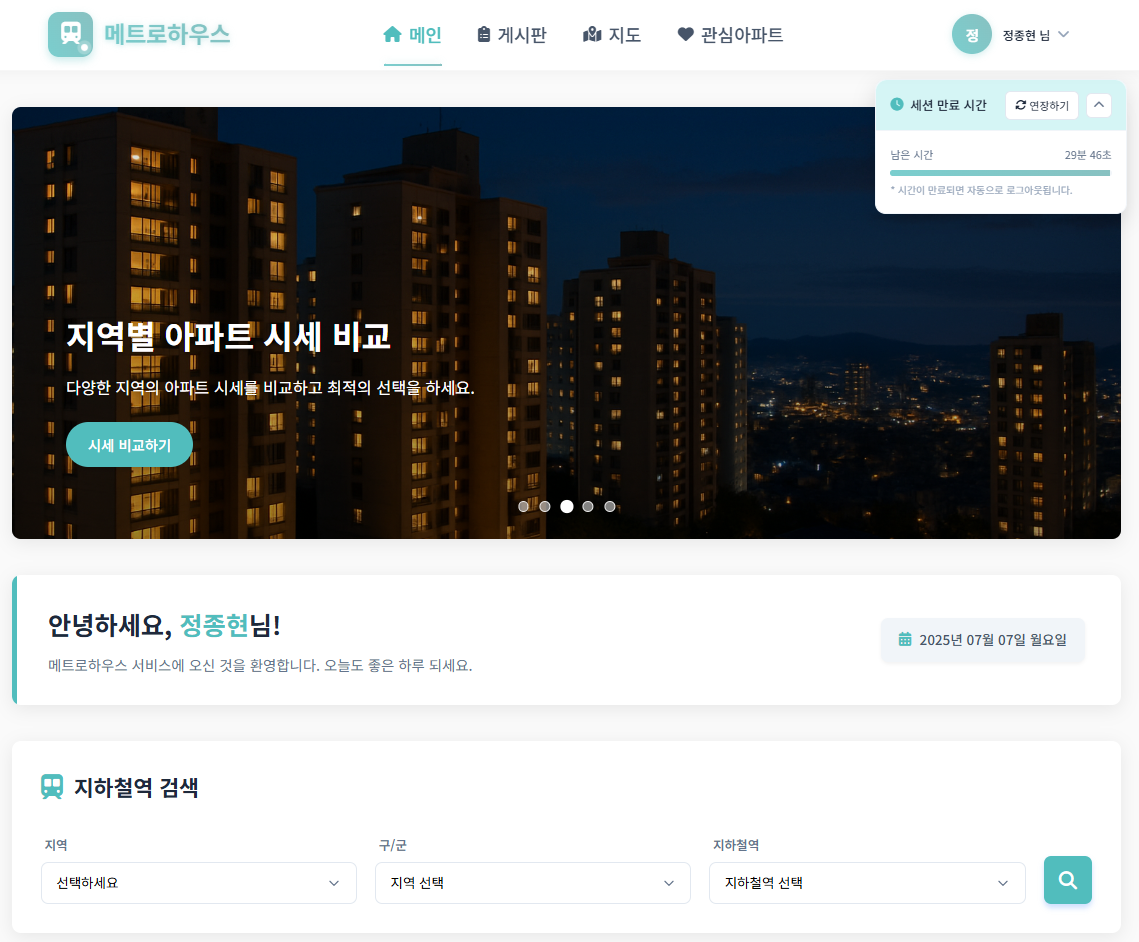 메트로하우스
메인
게시판
지도
관심아파트
정
정종현 님
세션 만료 시간
연장하기
남은 시간
29분 46초
* 시간이 만료되면 자동으로 로그아웃됩니다.
지역별 아파트 시세 비교
다양한 지역의 아파트 시세를 비교하고 최적의 선택을 하세요.
시세 비교하기
안녕하세요, 정종현님!
메트로하우스 서비스에 오신 것을 환영합니다. 오늘도 좋은 하루 되세요.
2025년 07월 07일 월요일
지하철역 검색
지역
구/군
지하철역
선택하세요
지역 선택
지하철역 선택